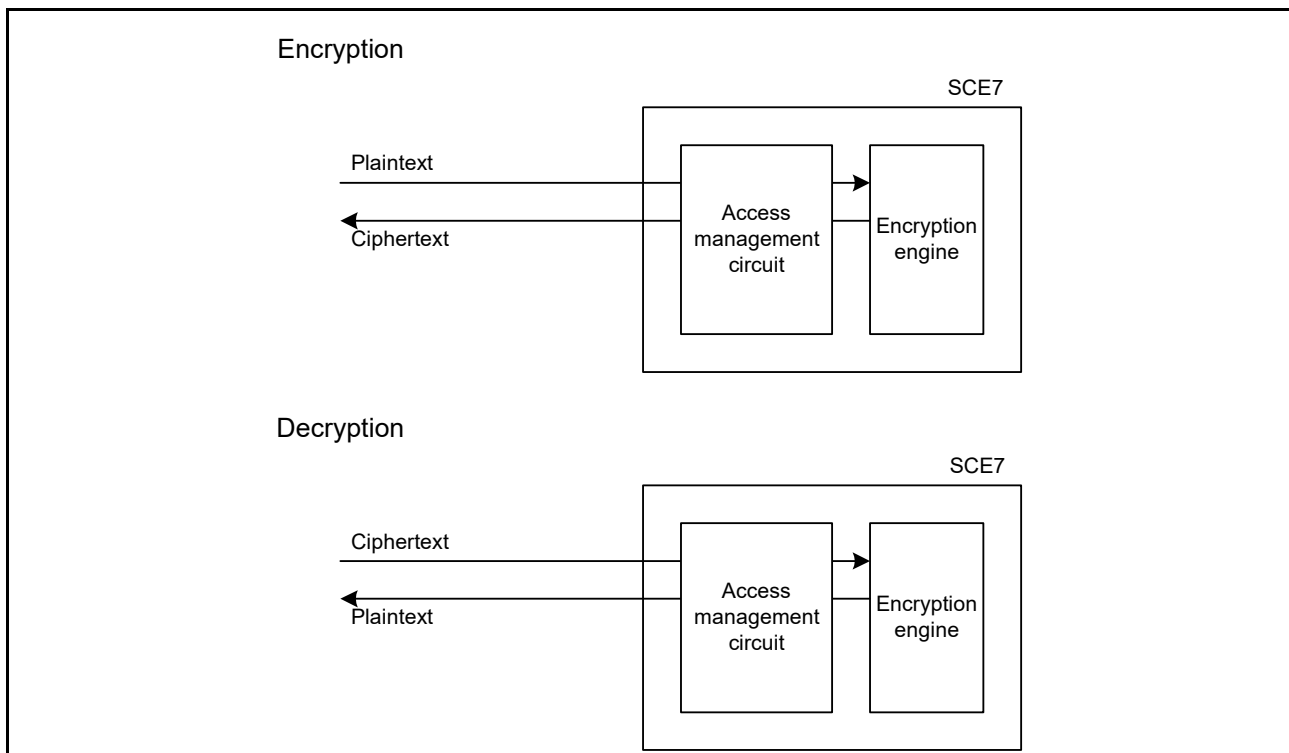 Encryption
SCE7
Plaintext
Ciphertext
Access
management
circuit
Encryption
engine
Decryption
SCE7
Ciphertext
Plaintext
Access
management
circuit
Encryption
engine